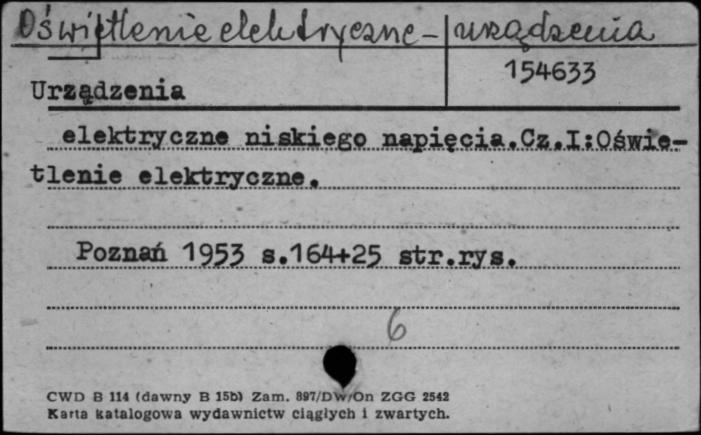 Oświetlenie elektryczne - urządzenia
154633
Urządzenia
elektryczne niskiego napięcia.Cz.I:Oświe-
tlenie elektryczne.
Poznań 1953 s.164+25 str.rys.
6
CWD B 114 (dawny B 15b) Zam. 897/DW/On ZGG 2542
Karta katalogowa wydawnictw ciągłych i zwartych.